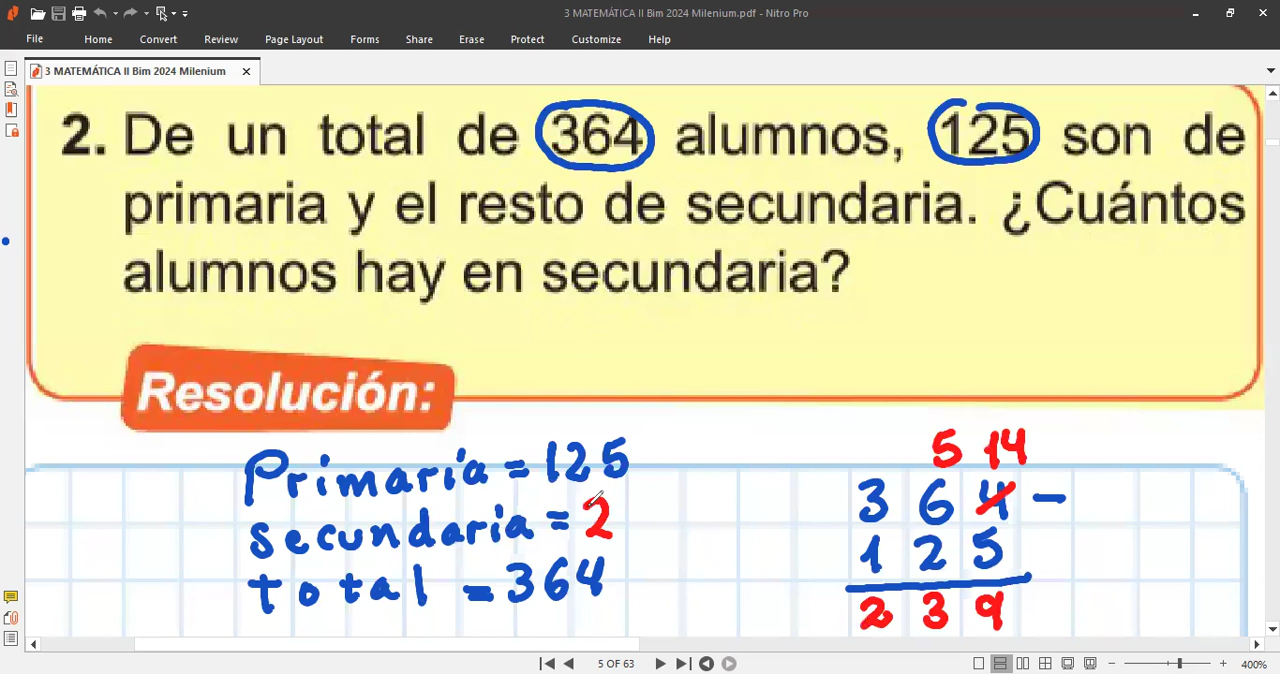 3 MATEMÁTICA II Bim 2024 Milenium.pdf - Nitro Pro
File Home Convert Review Page Layout Forms Share Erase Protect Customize Help
3 MATEMÁTICA II Bim 2024 Milenium
2. De un total de 364 alumnos, 125 son de
primaria y el resto de secundaria. ¿Cuántos
alumnos hay en secundaria?
Resolución:
Primaria = 125
secundaria = 2
total = 364
5 14
3 6 4 -
1 2 5
2 3 9
5 OF 63
400%